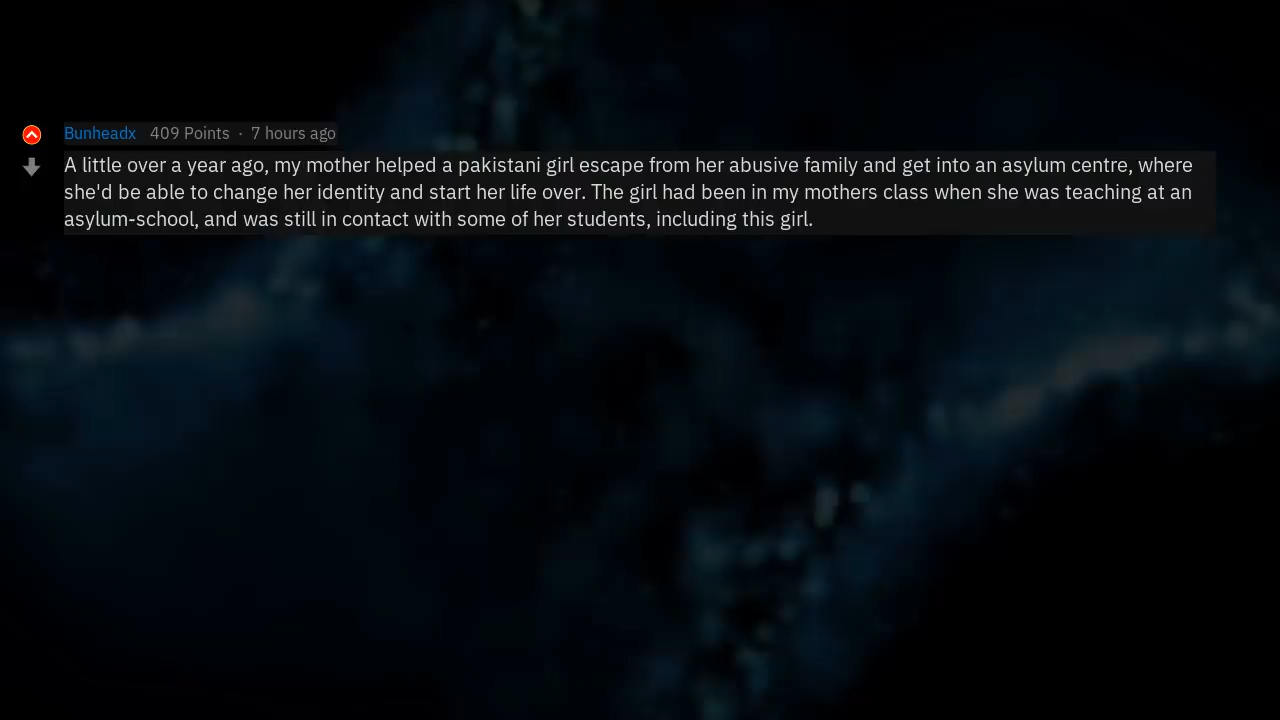 Bunheadx 409 Points · 7 hours ago
A little over a year ago, my mother helped a pakistani girl escape from her abusive family and get into an asylum centre, where
she'd be able to change her identity and start her life over. The girl had been in my mothers class when she was teaching at an
asylum-school, and was still in contact with some of her students, including this girl.